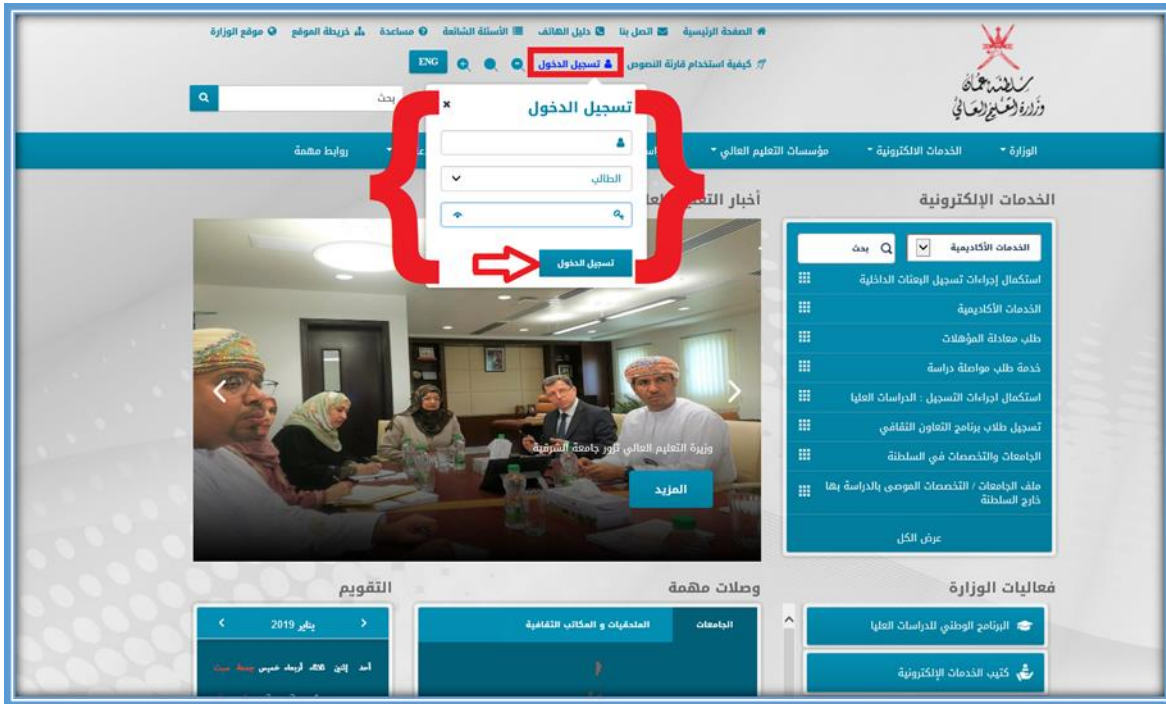 الصفحة الرئيسية اتصل بنا دليل الهاتف الأسئلة الشائعة مساعدة خريطة الموقع موقع الوزارة
كيفية استخدام قارئة النصوص تسجيل الدخول ENG
سلطنة عمان
وزارة التعليم العالي
بحث
تسجيل الدخول
×
الطالب
تسجيل الدخول
الوزارة الخدمات الالكترونية مؤسسات التعليم العالي روابط مهمة
الخدمات الإلكترونية
الخدمات الأكاديمية بحث
استكمال إجراءات تسجيل البعثات الداخلية
الخدمات الأكاديمية
طلب معادلة المؤهلات
خدمة طلب مواصلة دراسة
استكمال اجراءات التسجيل : الدراسات العليا
تسجيل طلاب برنامج التعاون الثقافي
الجامعات والتخصصات في السلطنة
ملف الجامعات / التخصصات الموصى بالدراسة بها
خارج السلطنة
عرض الكل
أخبار
وزيرة التعليم العالي تزور جامعة الشرقية
المزيد
فعاليات الوزارة
البرنامج الوطني للدراسات العليا
كتيب الخدمات الإلكترونية
وصلات مهمة
الجامعات الملحقيات و المكاتب الثقافية
التقويم
يناير 2019
أحد إثنين ثلاثاء أربعاء خميس جمعة سبت